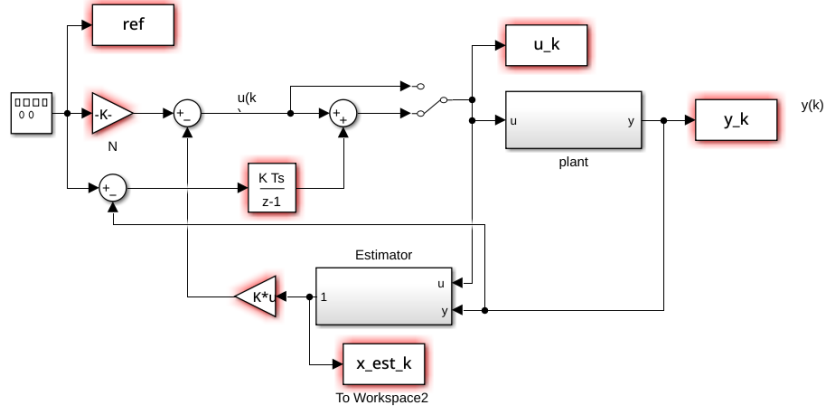 ref
u_k
u(k
-K-
+
-
+
+
u
y
y_k
y(k)
N
plant
+
-
K Ts
z-1
Estimator
K*u
1
u
y
x_est_k
To Workspace2